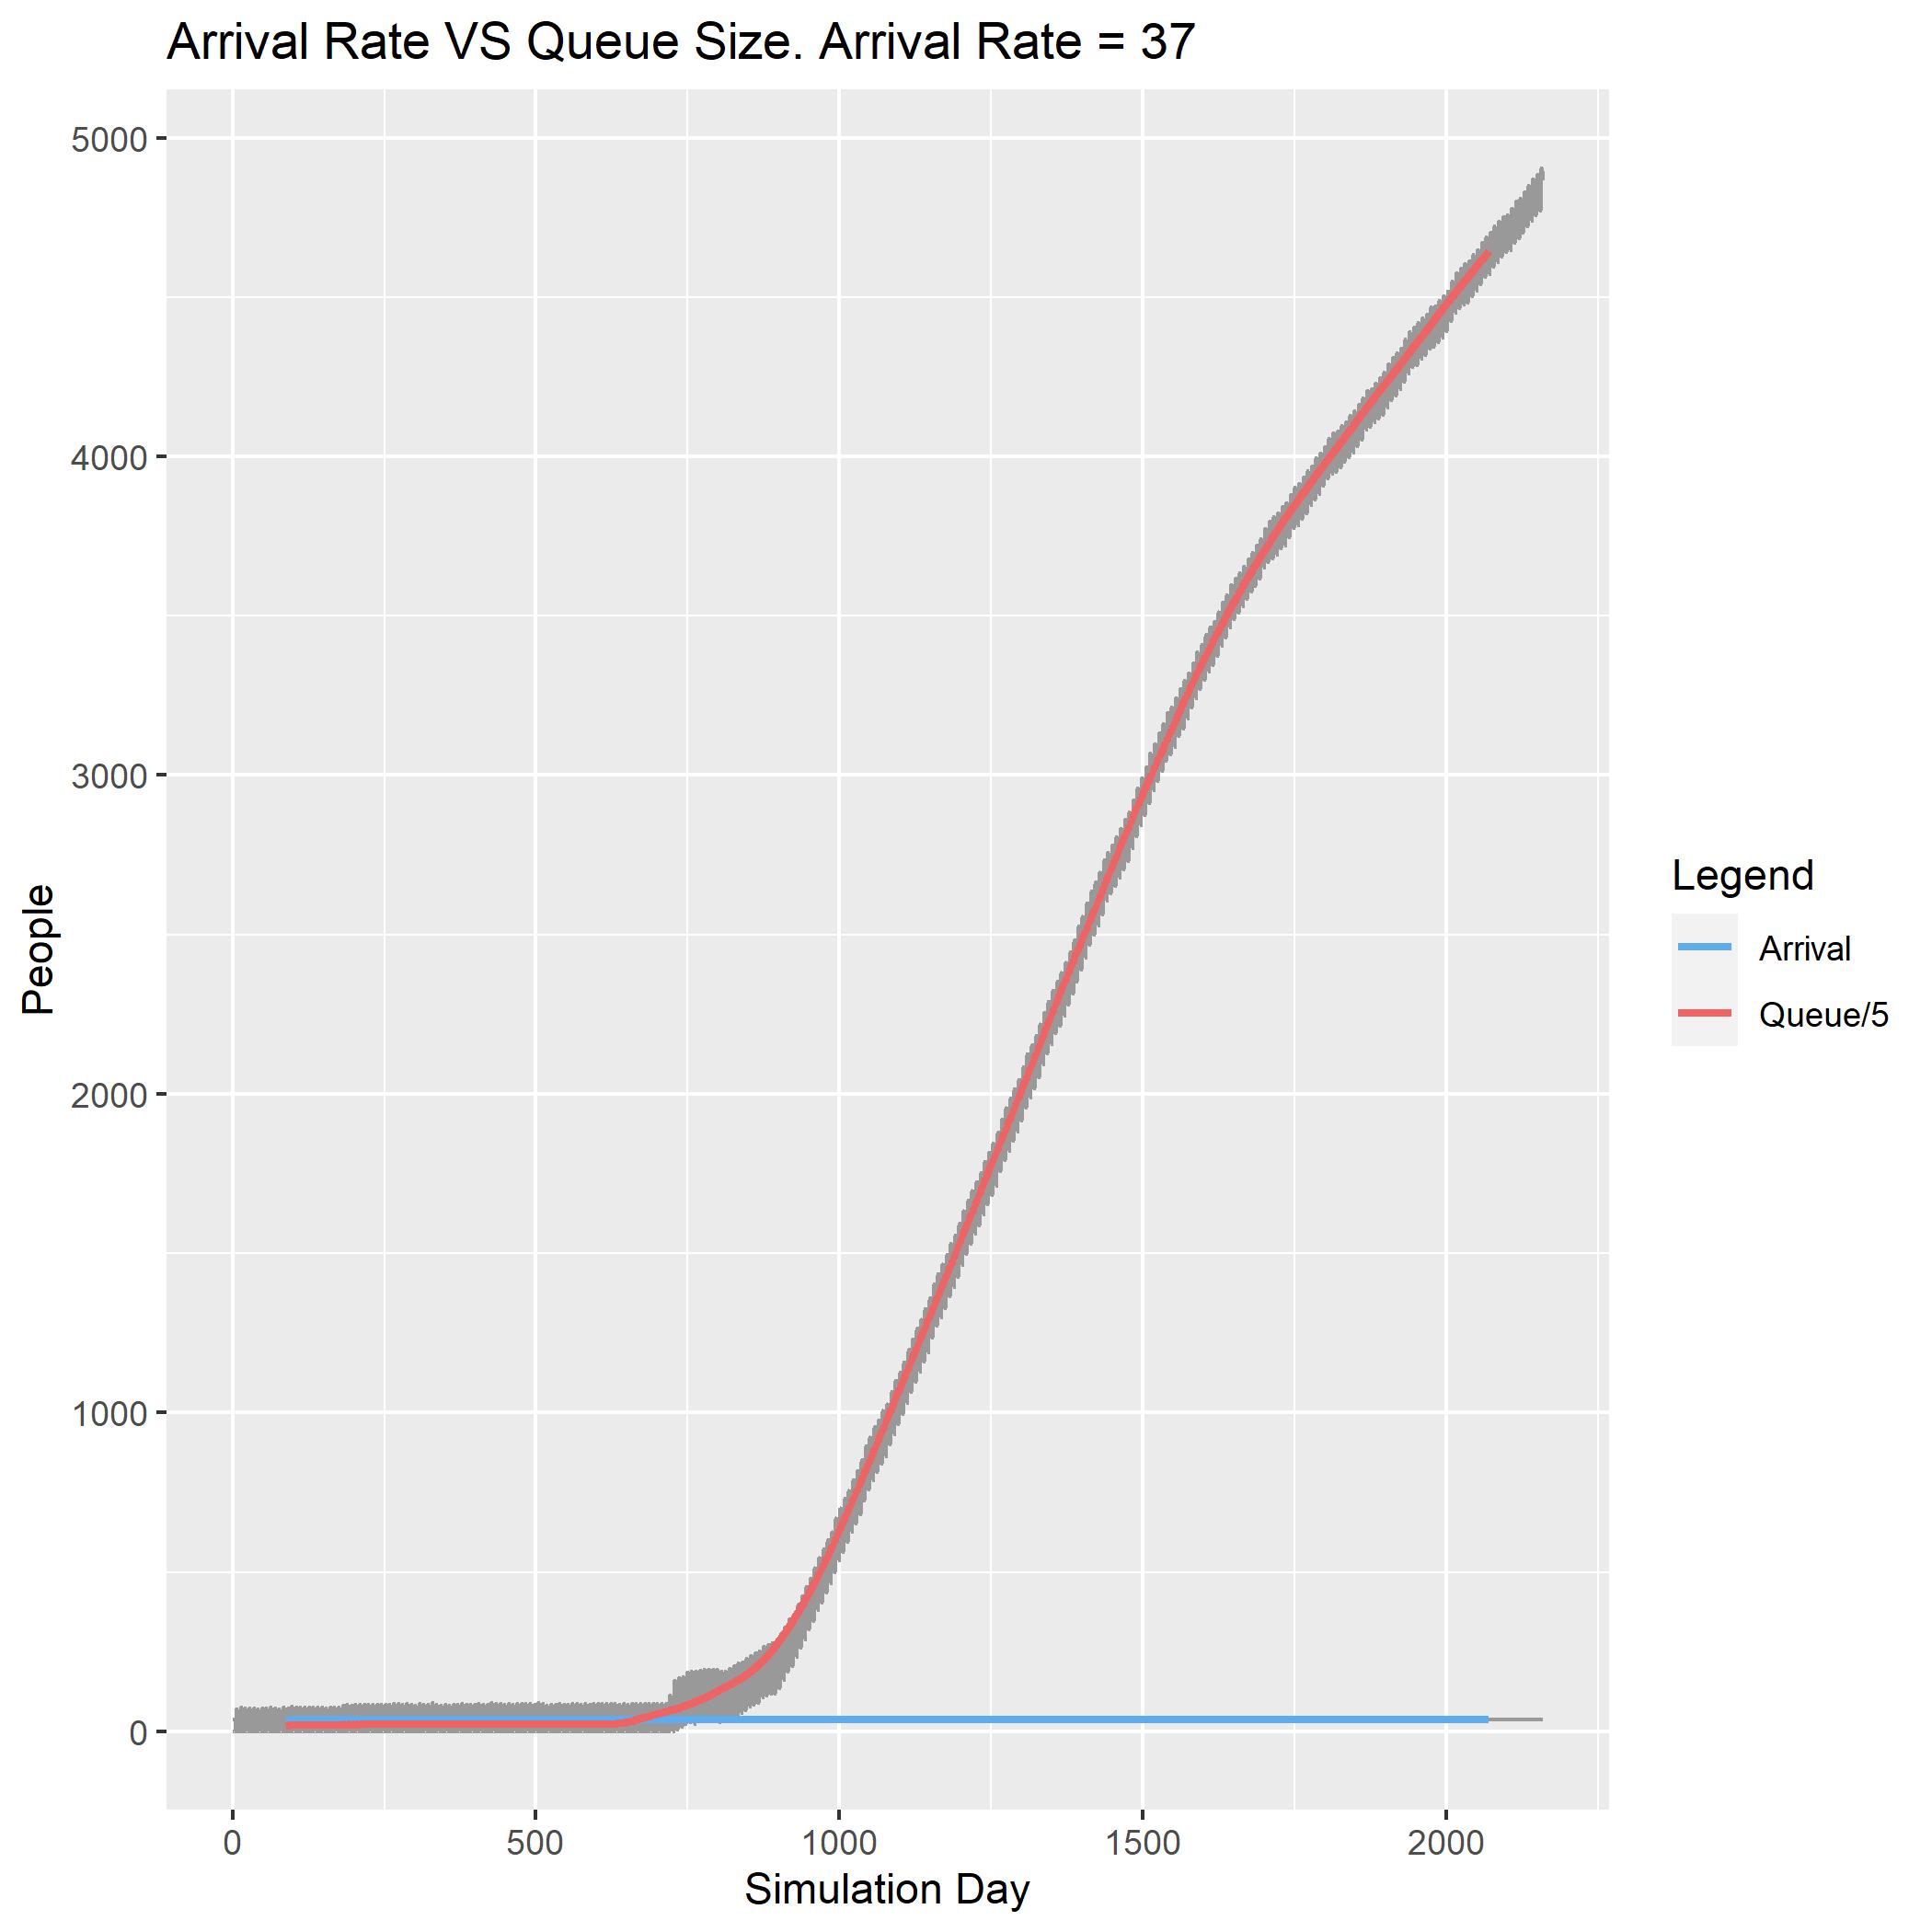 Arrival Rate VS Queue Size. Arrival Rate = 37
5000
4000
3000
2000
1000
0
People
0 500 1000 1500 2000
Simulation Day
Legend
Arrival
Queue/5